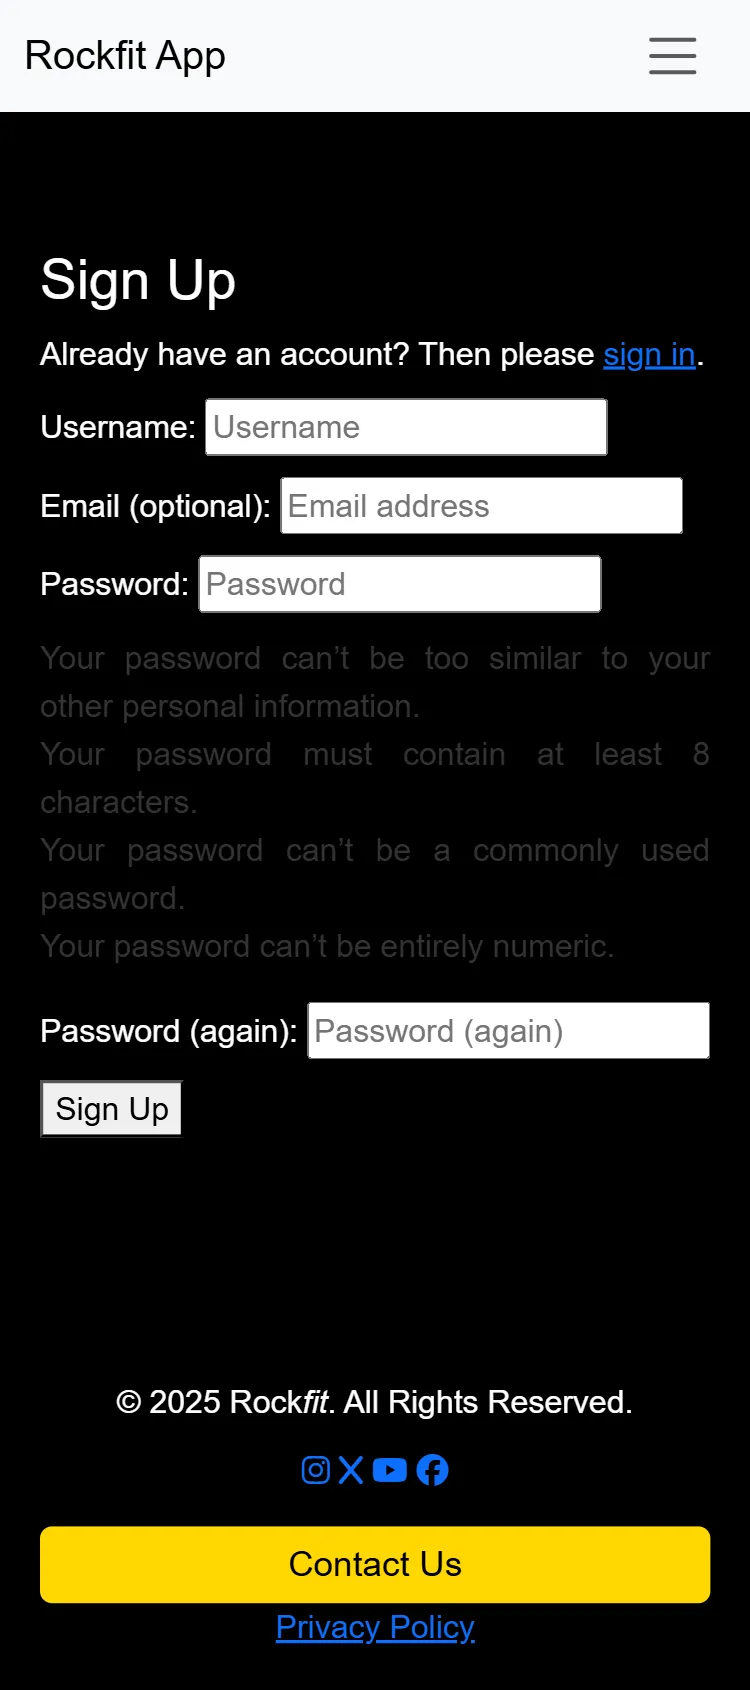 Rockfit App
Sign Up
Already have an account? Then please sign in.
Username: Username
Email (optional): Email address
Password: Password
Your password can’t be too similar to your
other personal information.
Your password must contain at least 8
characters.
Your password can’t be a commonly used
password.
Your password can’t be entirely numeric.
Password (again): Password (again)
Sign Up
© 2025 Rockfit. All Rights Reserved.
Contact Us
Privacy Policy